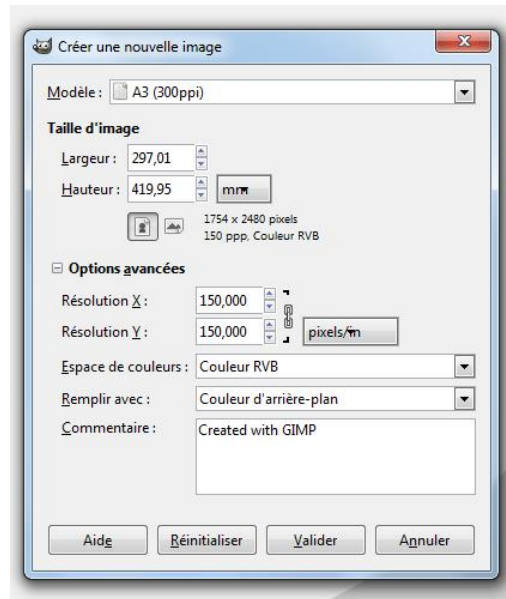 Créer une nouvelle image
Modèle : A3 (300ppi)
Taille d'image
Largeur : 297,01
Hauteur : 419,95 mm
1754 x 2480 pixels
150 ppp, Couleur RVB
Options avancées
Résolution X : 150,000
Résolution Y : 150,000 pixels/in
Espace de couleurs : Couleur RVB
Remplir avec : Couleur d'arrière-plan
Commentaire : Created with GIMP
Aide Réinitialiser Valider Annuler